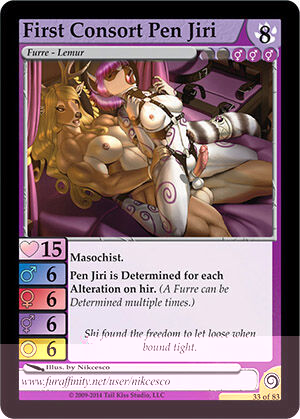 First Consort Pen Jiri
8
Furre - Lemur
15
Masochist.
6
Pen Jiri is Determined for each
6
Alteration on hir. (A Furre can be
Determined multiple times.)
6
Shi found the freedom to let loose when
6
bound tight.
Illus. by Nikcesco
www.furaffinity.net/user/nikcesco
33 of 83
© 2009-2014 Tail Kiss Studio, LLC